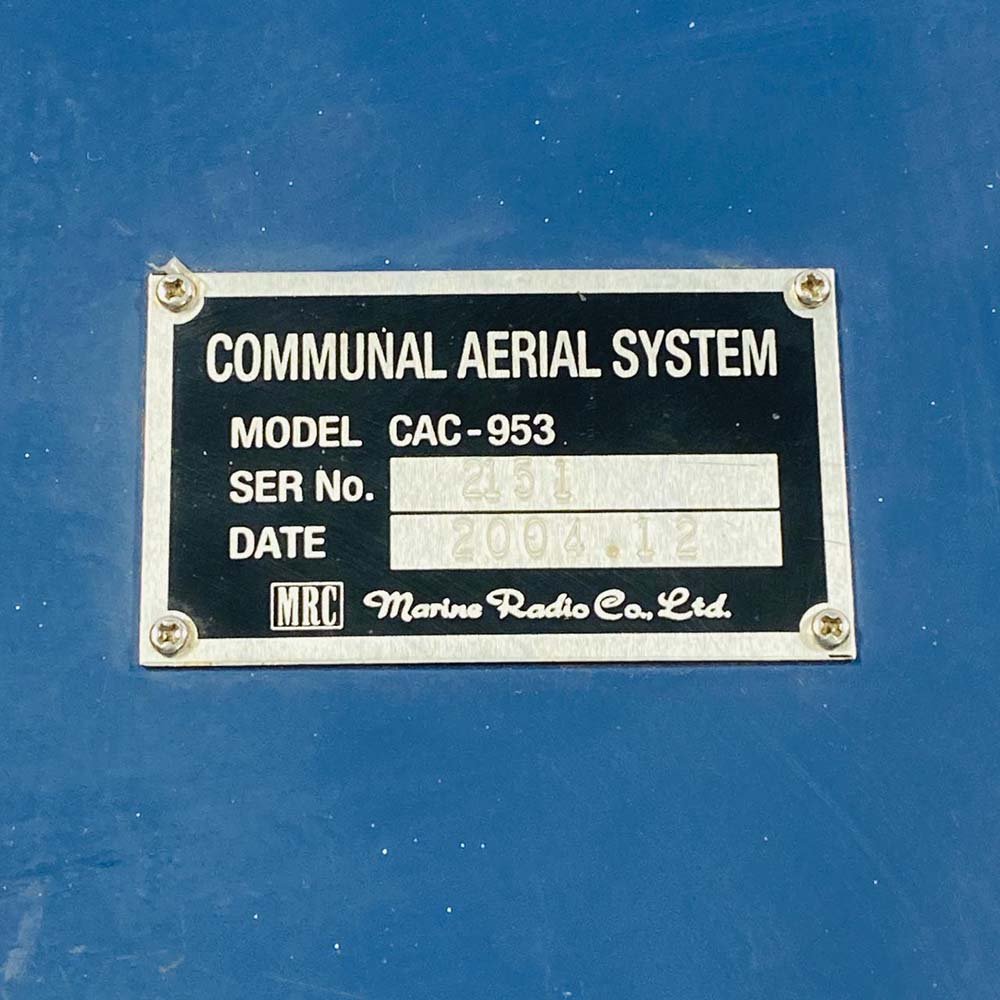 COMMUNAL AERIAL SYSTEM
MODEL CAC-953
SER No. 2151
DATE 2004.12
MRC Marine Radio Co., Ltd.